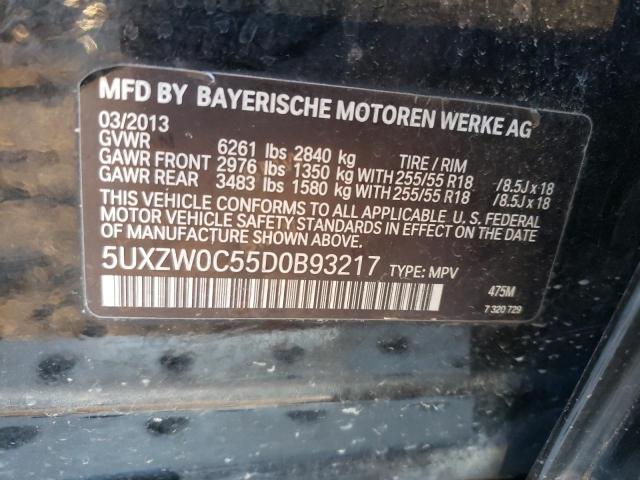 MFD BY BAYERISCHE MOTOREN WERKE AG
03/2013
GVWR 6261 lbs 2840 kg TIRE / RIM
GAWR FRONT 2976 lbs 1350 kg WITH 255/55 R18 /8.5J x 18
GAWR REAR 3483 lbs 1580 kg WITH 255/55 R18 /8.5J x 18
THIS VEHICLE CONFORMS TO ALL APPLICABLE U. S. FEDERAL
MOTOR VEHICLE SAFETY STANDARDS IN EFFECT ON THE DATE OF
MANUFACTURE SHOWN ABOVE.
5UXZW0C55D0B93217 TYPE: MPV
475M
7 320 729